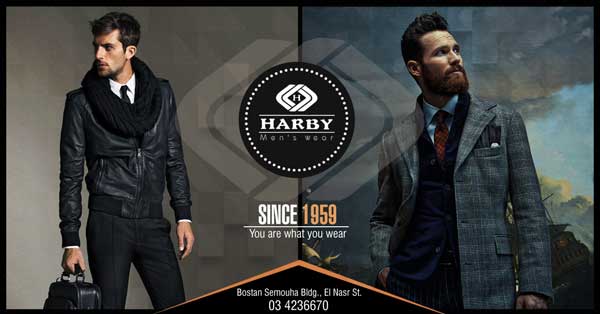 H
HARBY
Men's wear
SINCE 1959
You are what you wear
Bostan Semouha Bldg., El Nasr St.
03 4236670